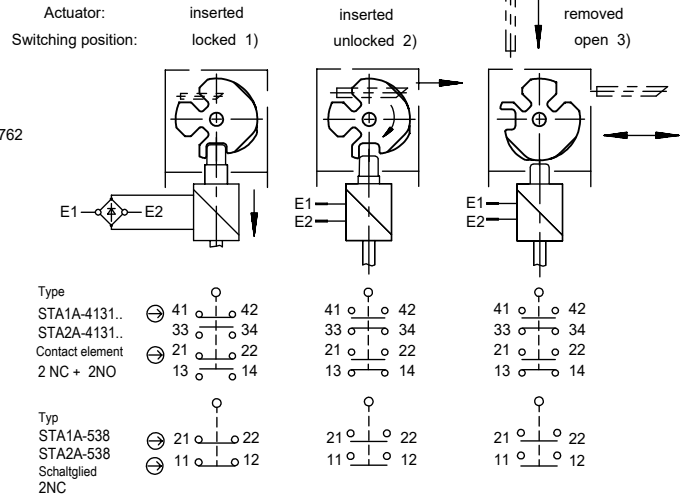 Actuator: inserted inserted removed
Switching position: locked 1) unlocked 2) open 3)
762
E1 E2 E1 E1
E2 E2
Type
STA1A-4131.. 41 42 41 42 41 42
STA2A-4131.. 33 34 33 34 33 34
Contact element 21 22 21 22 21 22
2 NC + 2NO 13 14 13 14 13 14
Typ
STA1A-538 21 22 21 22 21 22
STA2A-538
Schaltglied 11 12 11 12 11 12
2NC